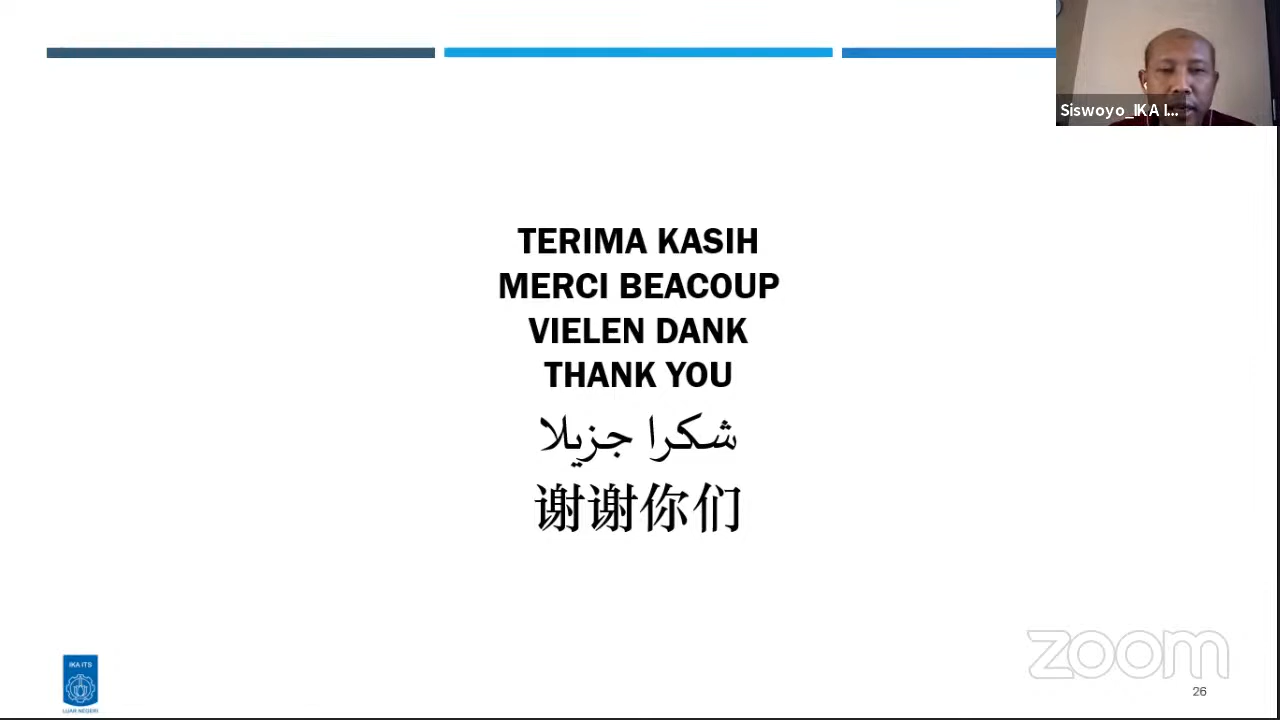 Siswoyo_IKA I...
TERIMA KASIH
MERCI BEACOUP
VIELEN DANK
THANK YOU
شكرا جزيلا
谢谢你们
IKA ITS
LUAR NEGERI
zoom
26